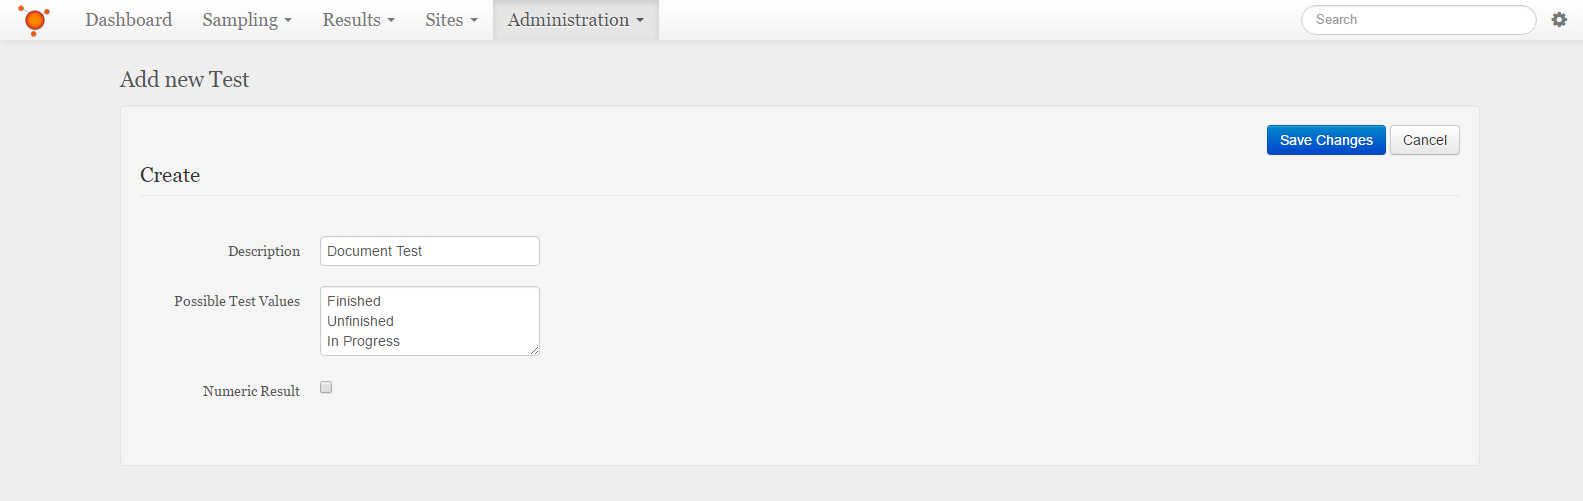 Dashboard Sampling Results Sites Administration Search
Add new Test
Save Changes Cancel
Create
Description Document Test
Possible Test Values Finished
Unfinished
In Progress
Numeric Result